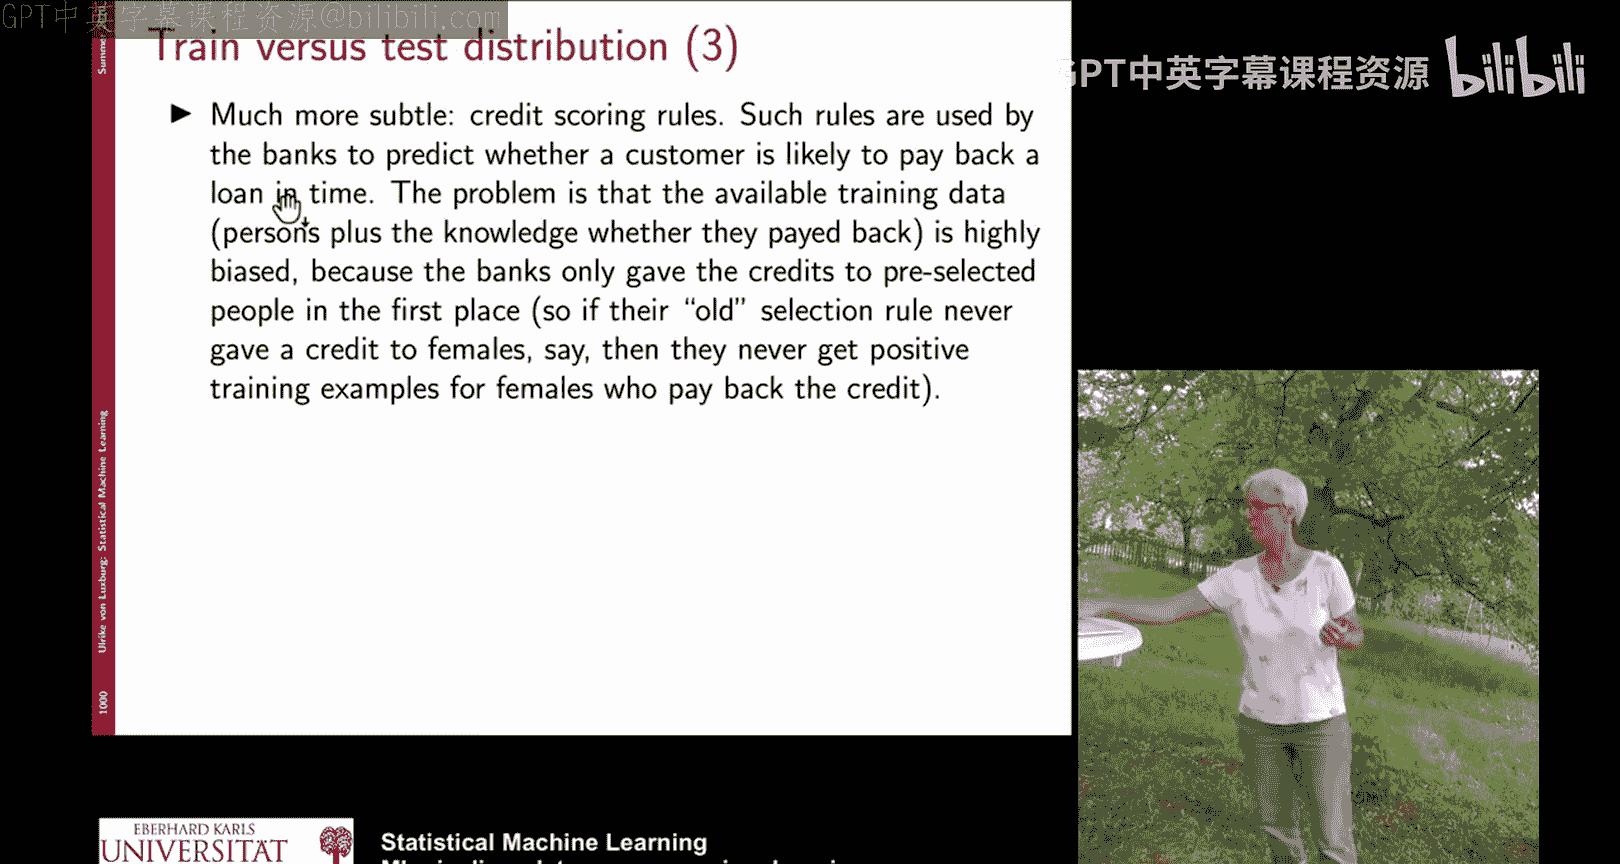 GPT中英字幕课程资源@bilibili.com
Train versus test distribution (3)
GPT中英字幕课程资源 bilibili
▶ Much more subtle: credit scoring rules. Such rules are used by
the banks to predict whether a customer is likely to pay back a
loan in time. The problem is that the available training data
(persons plus the knowledge whether they payed back) is highly
biased, because the banks only gave the credits to pre-selected
people in the first place (so if their “old” selection rule never
gave a credit to females, say, then they never get positive
training examples for females who pay back the credit).
Ulrike von Luxburg: Statistical Machine Learning
1000
EBERHARD KARLS
UNIVERSITÄT
Statistical Machine Learning